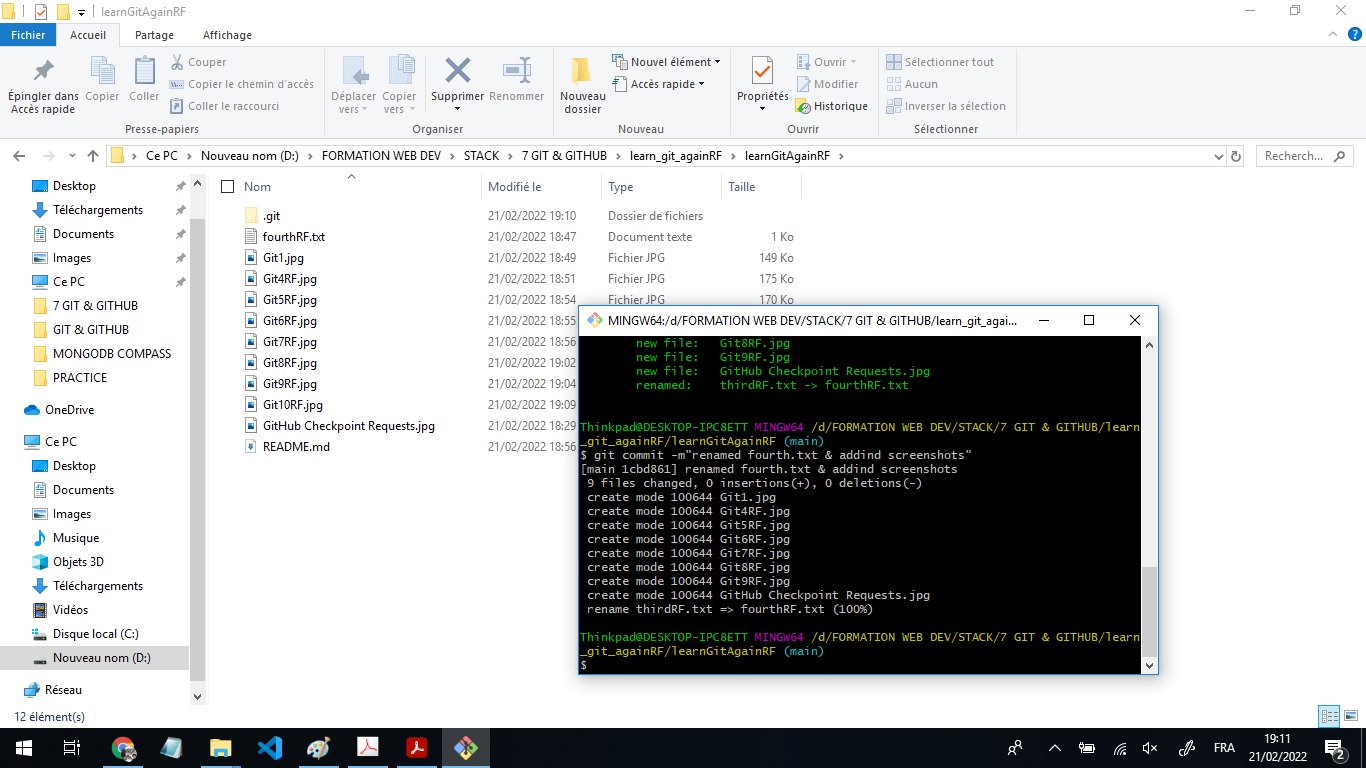 learnGitAgainRF
Fichier Accueil Partage Affichage
Épingler dans Accès rapide
Copier
Coller
Couper
Copier le chemin d'accès
Coller le raccourci
Presse-papiers
Déplacer vers
Copier vers
Supprimer
Renommer
Organiser
Nouveau dossier
Nouvel élément
Accès rapide
Nouveau
Propriétés
Ouvrir
Modifier
Historique
Ouvrir
Sélectionner tout
Aucun
Inverser la sélection
Sélectionner
Ce PC > Nouveau nom (D:) > FORMATION WEB DEV > STACK > 7 GIT & GITHUB > learn_git_againRF > learnGitAgainRF >
Recherch...
Desktop
Téléchargements
Documents
Images
Ce PC
7 GIT & GITHUB
GIT & GITHUB
MONGODB COMPASS
PRACTICE
OneDrive
Ce PC
Desktop
Documents
Images
Musique
Objets 3D
Téléchargements
Vidéos
Disque local (C:)
Nouveau nom (D:)
Réseau
Nom Modifié le Type Taille
.git 21/02/2022 19:10 Dossier de fichiers
fourthRF.txt 21/02/2022 18:47 Document texte 1 Ko
Git1.jpg 21/02/2022 18:49 Fichier JPG 149 Ko
Git4RF.jpg 21/02/2022 18:51 Fichier JPG 175 Ko
Git5RF.jpg 21/02/2022 18:54 Fichier JPG 170 Ko
Git6RF.jpg 21/02/2022 18:55
Git7RF.jpg 21/02/2022 18:56
Git8RF.jpg 21/02/2022 19:02
Git9RF.jpg 21/02/2022 19:04
Git10RF.jpg 21/02/2022 19:09
GitHub Checkpoint Requests.jpg 21/02/2022 18:29
README.md 21/02/2022 18:56
MINGW64:/d/FORMATION WEB DEV/STACK/7 GIT & GITHUB/learn_git_agai...
new file: Git8RF.jpg
new file: Git9RF.jpg
new file: GitHub Checkpoint Requests.jpg
renamed: thirdRF.txt -> fourthRF.txt
Thinkpad@DESKTOP-IPC8ETT MINGW64 /d/FORMATION WEB DEV/STACK/7 GIT & GITHUB/learn
_git_againRF/learnGitAgainRF (main)
$ git commit -m"renamed fourth.txt & addind screenshots"
[main 1cbd861] renamed fourth.txt & addind screenshots
9 files changed, 0 insertions(+), 0 deletions(-)
create mode 100644 Git1.jpg
create mode 100644 Git4RF.jpg
create mode 100644 Git5RF.jpg
create mode 100644 Git6RF.jpg
create mode 100644 Git7RF.jpg
create mode 100644 Git8RF.jpg
create mode 100644 Git9RF.jpg
create mode 100644 GitHub Checkpoint Requests.jpg
rename thirdRF.txt => fourthRF.txt (100%)
Thinkpad@DESKTOP-IPC8ETT MINGW64 /d/FORMATION WEB DEV/STACK/7 GIT & GITHUB/learn
_git_againRF/learnGitAgainRF (main)
$
12 élément(s)
FRA
19:11
21/02/2022
2